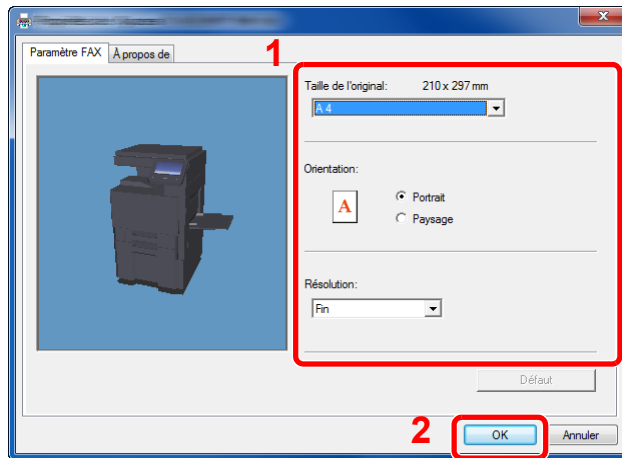 Paramètre FAX
À propos de
1
Taille de l'original: 210 x 297 mm
A 4
Orientation:
A
Portrait
Paysage
Résolution:
Fin
Défaut
2
OK
Annuler